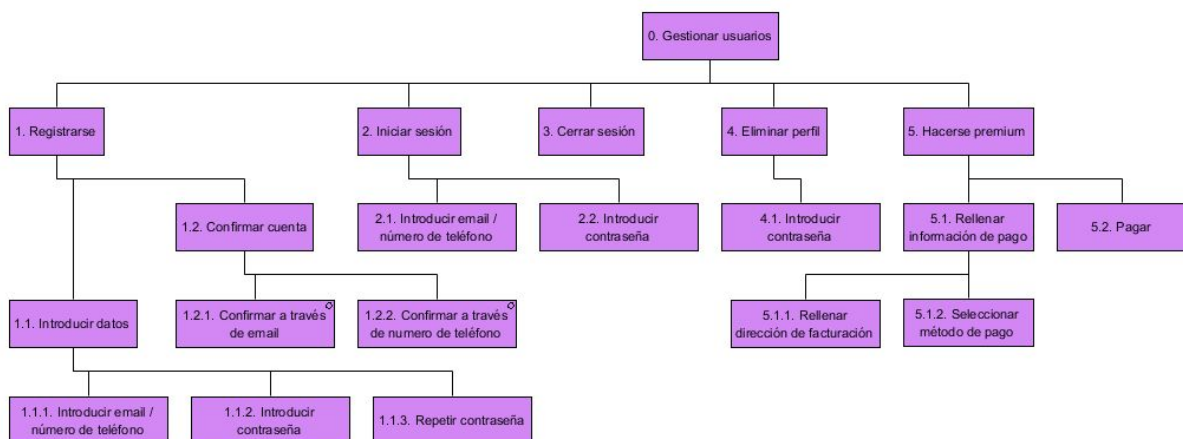 0. Gestionar usuarios
1. Registrarse
2. Iniciar sesión
3. Cerrar sesión
4. Eliminar perfil
5. Hacerse premium
1.2. Confirmar cuenta
2.1. Introducir email /
número de teléfono
2.2. Introducir
contraseña
4.1. Introducir
contraseña
5.1. Rellenar
información de pago
5.2. Pagar
1.1. Introducir datos
1.2.1. Confirmar a través
de email
1.2.2. Confirmar a través
de numero de teléfono
5.1.1. Rellenar
dirección de facturación
5.1.2. Seleccionar
método de pago
1.1.1. Introducir email /
número de teléfono
1.1.2. Introducir
contraseña
1.1.3. Repetir contraseña